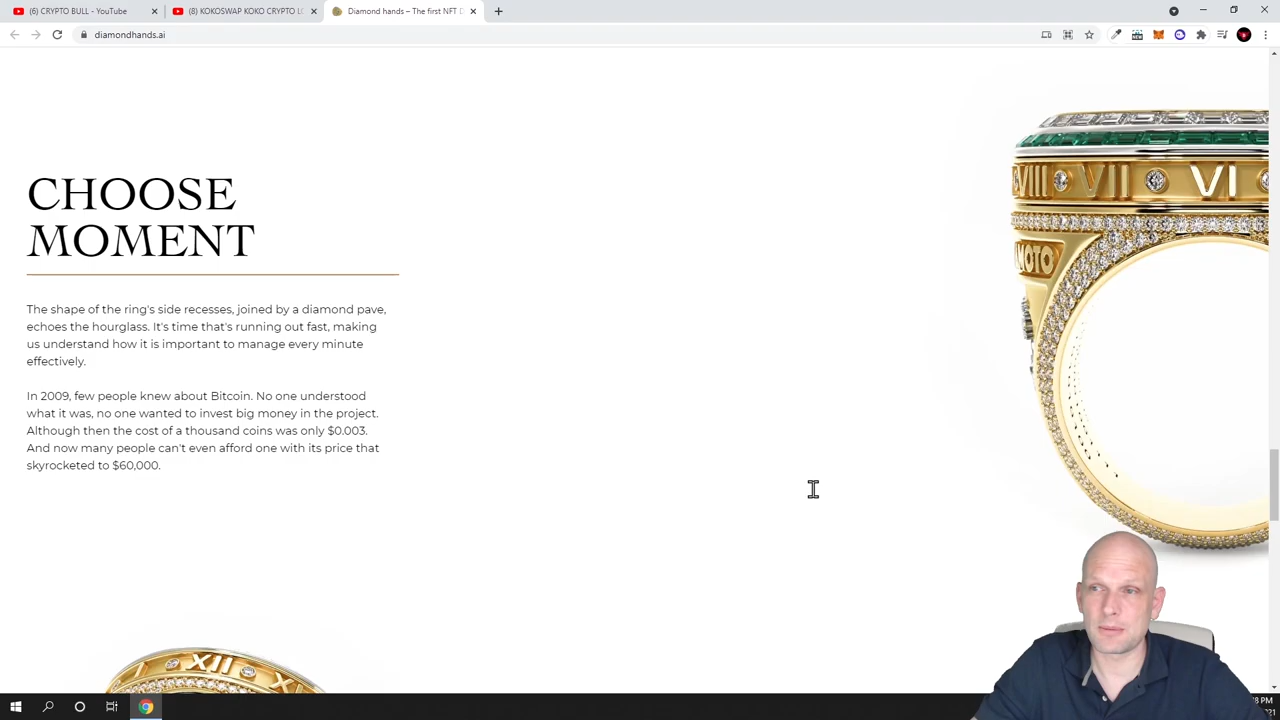 (6) CRYPTO BULL - YouTube
(8) KOKOSWAP KOKO CRYPTO LO
Diamond hands – The first NFT D
diamondhands.ai
CHOOSE
MOMENT
The shape of the ring's side recesses, joined by a diamond pave,
echoes the hourglass. It's time that's running out fast, making
us understand how it is important to manage every minute
effectively.
In 2009, few people knew about Bitcoin. No one understood
what it was, no one wanted to invest big money in the project.
Although then the cost of a thousand coins was only $0.003.
And now many people can't even afford one with its price that
skyrocketed to $60,000.
VIII VII VI
MOTO
XII
8 PM